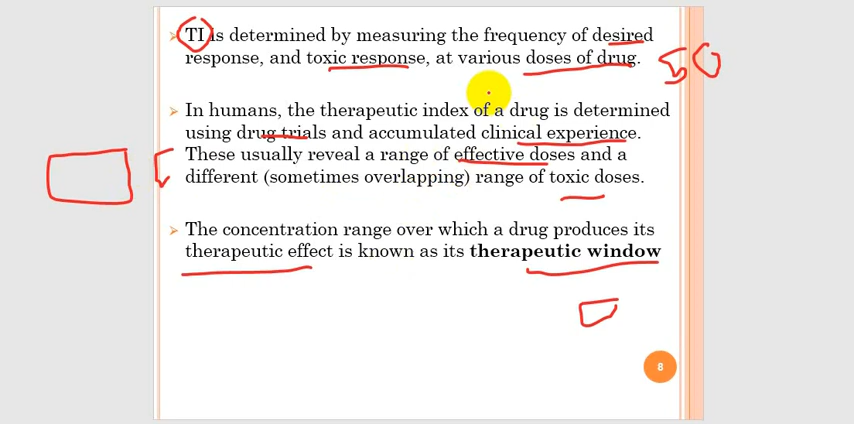 TI is determined by measuring the frequency of desired
response, and toxic response, at various doses of drug.
50
In humans, the therapeutic index of a drug is determined
using drug trials and accumulated clinical experience.
These usually reveal a range of effective doses and a
different (sometimes overlapping) range of toxic doses.
The concentration range over which a drug produces its
therapeutic effect is known as its therapeutic window
8